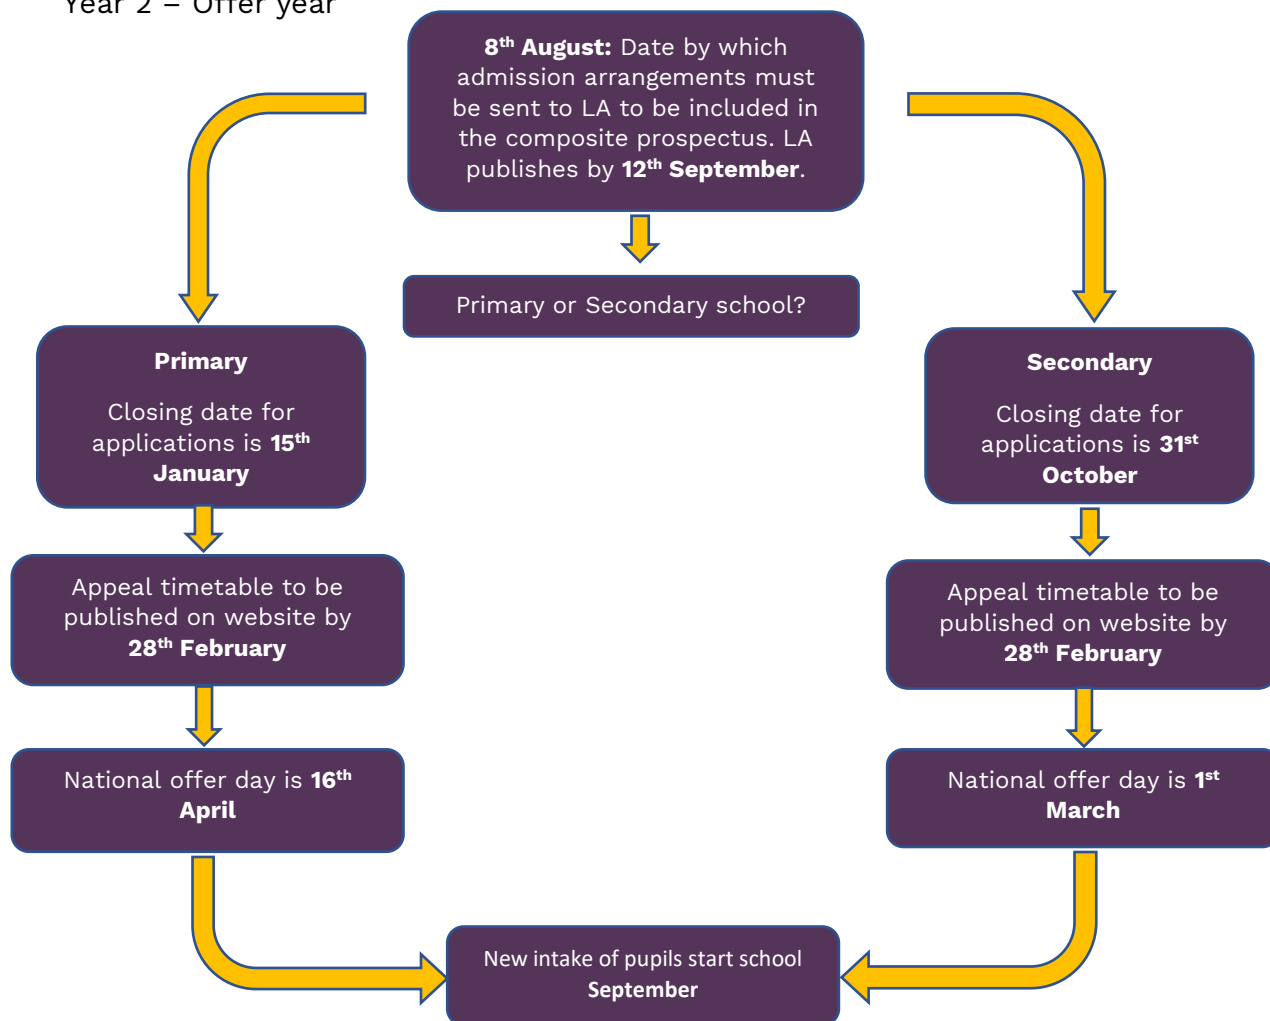 Year 2 – Offer year
8th August: Date by which
admission arrangements must
be sent to LA to be included in
the composite prospectus. LA
publishes by 12th September.
Primary or Secondary school?
Primary
Closing date for
applications is 15th
January
Appeal timetable to be
published on website by
28th February
National offer day is 16th
April
Secondary
Closing date for
applications is 31st
October
Appeal timetable to be
published on website by
28th February
National offer day is 1st
March
New intake of pupils start school
September